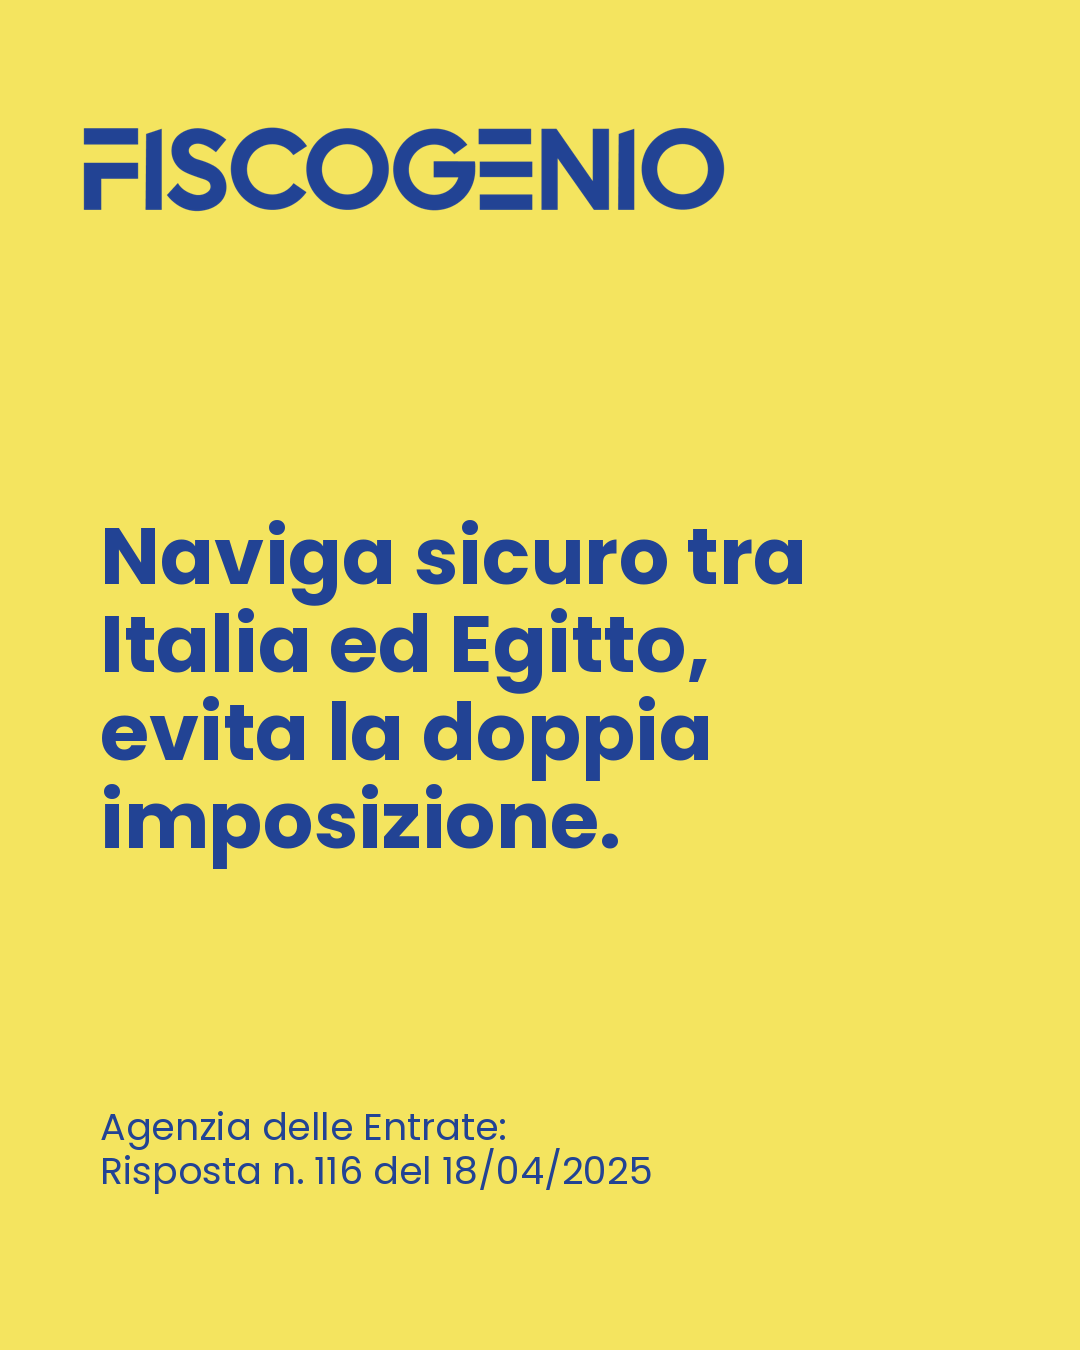 FISCOGENIO
Naviga sicuro tra
Italia ed Egitto,
evita la doppia
imposizione.
Agenzia delle Entrate:
Risposta n. 116 del 18/04/2025